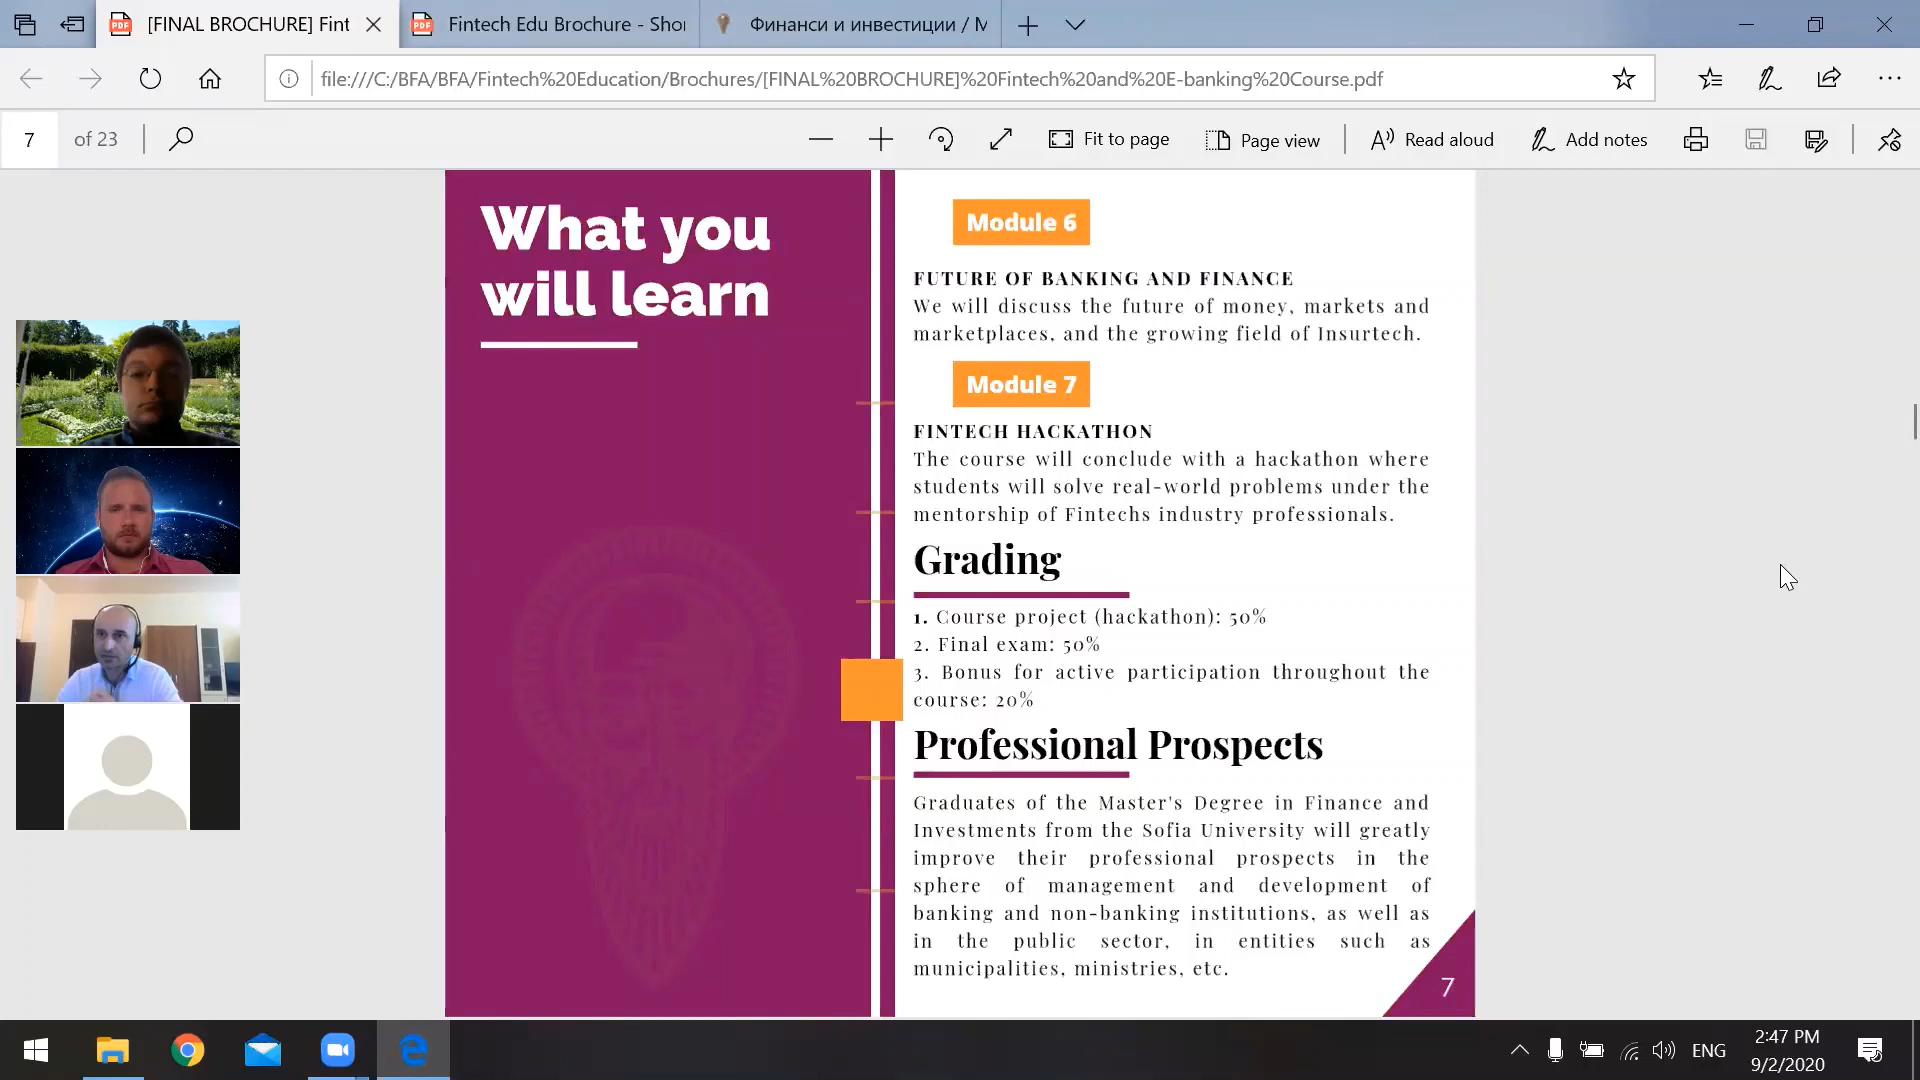 [FINAL BROCHURE] Fint
Fintech Edu Brochure - Sho
Финанси и инвестиции / М
file:///C:/BFA/BFA/Fintech%20Education/Brochures/[FINAL%20BROCHURE]%20Fintech%20and%20E-banking%20Course.pdf
7 of 23
Fit to page
Page view
Read aloud
Add notes
What you
will learn
Module 6
FUTURE OF BANKING AND FINANCE
We will discuss the future of money, markets and
marketplaces, and the growing field of Insurtech.
Module 7
FINTECH HACKATHON
The course will conclude with a hackathon where
students will solve real-world problems under the
mentorship of Fintechs industry professionals.
Grading
1. Course project (hackathon): 50%
2. Final exam: 50%
3. Bonus for active participation throughout the
course: 20%
Professional Prospects
Graduates of the Master's Degree in Finance and
Investments from the Sofia University will greatly
improve their professional prospects in the
sphere of management and development of
banking and non-banking institutions, as well as
in the public sector, in entities such as
municipalities, ministries, etc.
7
ENG
2:47 PM
9/2/2020